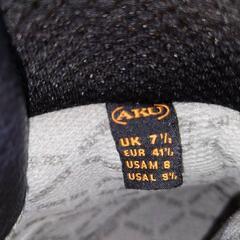 AKU
UK 7½
EUR 41½
USAM 8
USAL 9½